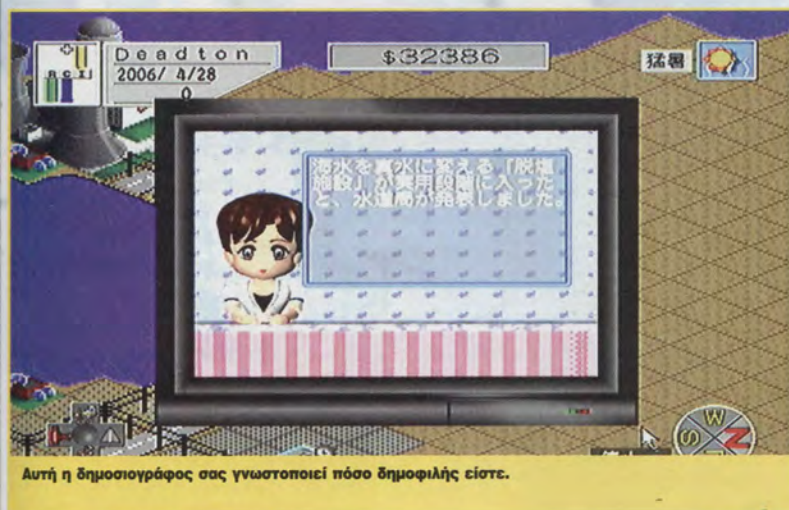 Deadton
2006/ 4/28
0
R C I
$32386
猛暑
海水を真水に変える「脱塩
施設」が実用段階に入った
と、水道局が発表しました。
W
N
S
Αυτή η δημοσιογράφος σας γνωστοποιεί πόσο δημοφιλής είστε.